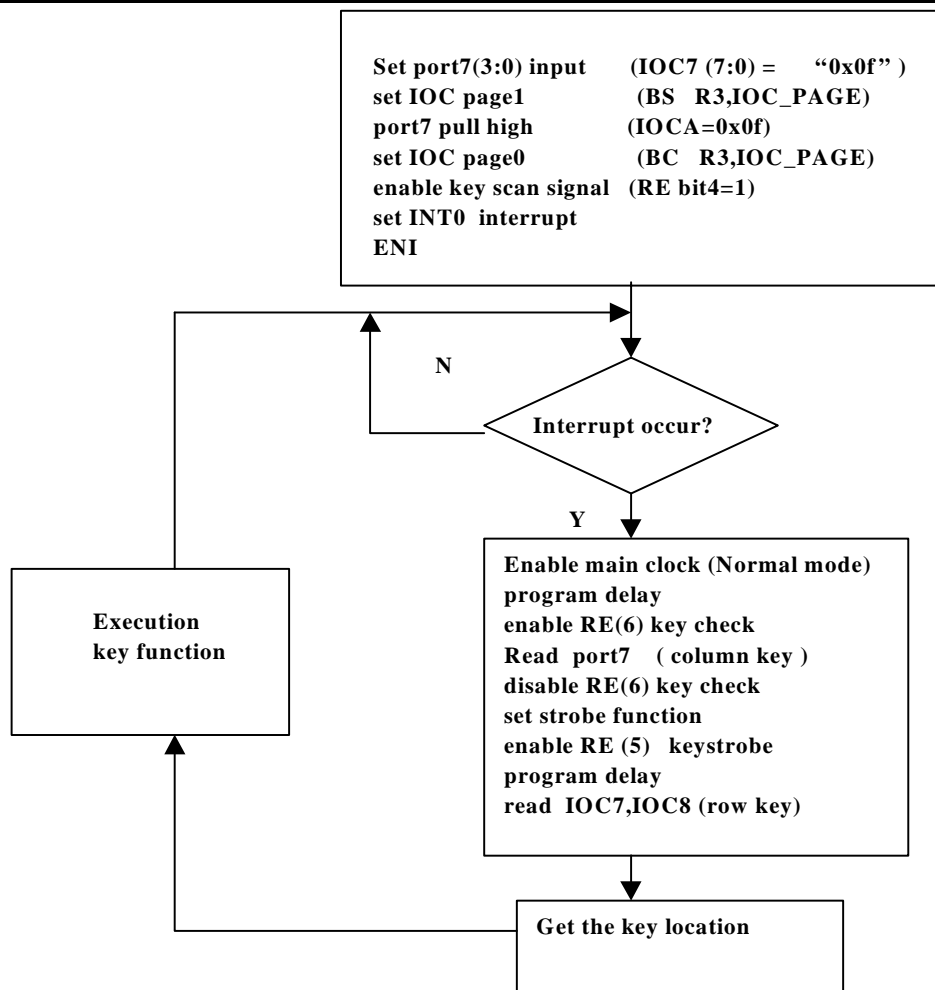 Set port7(3:0) input (IOC7 (7:0) = “0x0f” )
set IOC page1 (BS R3,IOC_PAGE)
port7 pull high (IOCA=0x0f)
set IOC page0 (BC R3,IOC_PAGE)
enable key scan signal (RE bit4=1)
set INT0 interrupt
ENI
N
Interrupt occur?
Y
Enable main clock (Normal mode)
program delay
enable RE(6) key check
Read port7 ( column key )
disable RE(6) key check
set strobe function
enable RE (5) keystrobe
program delay
read IOC7,IOC8 (row key)
Execution
key function
Get the key location